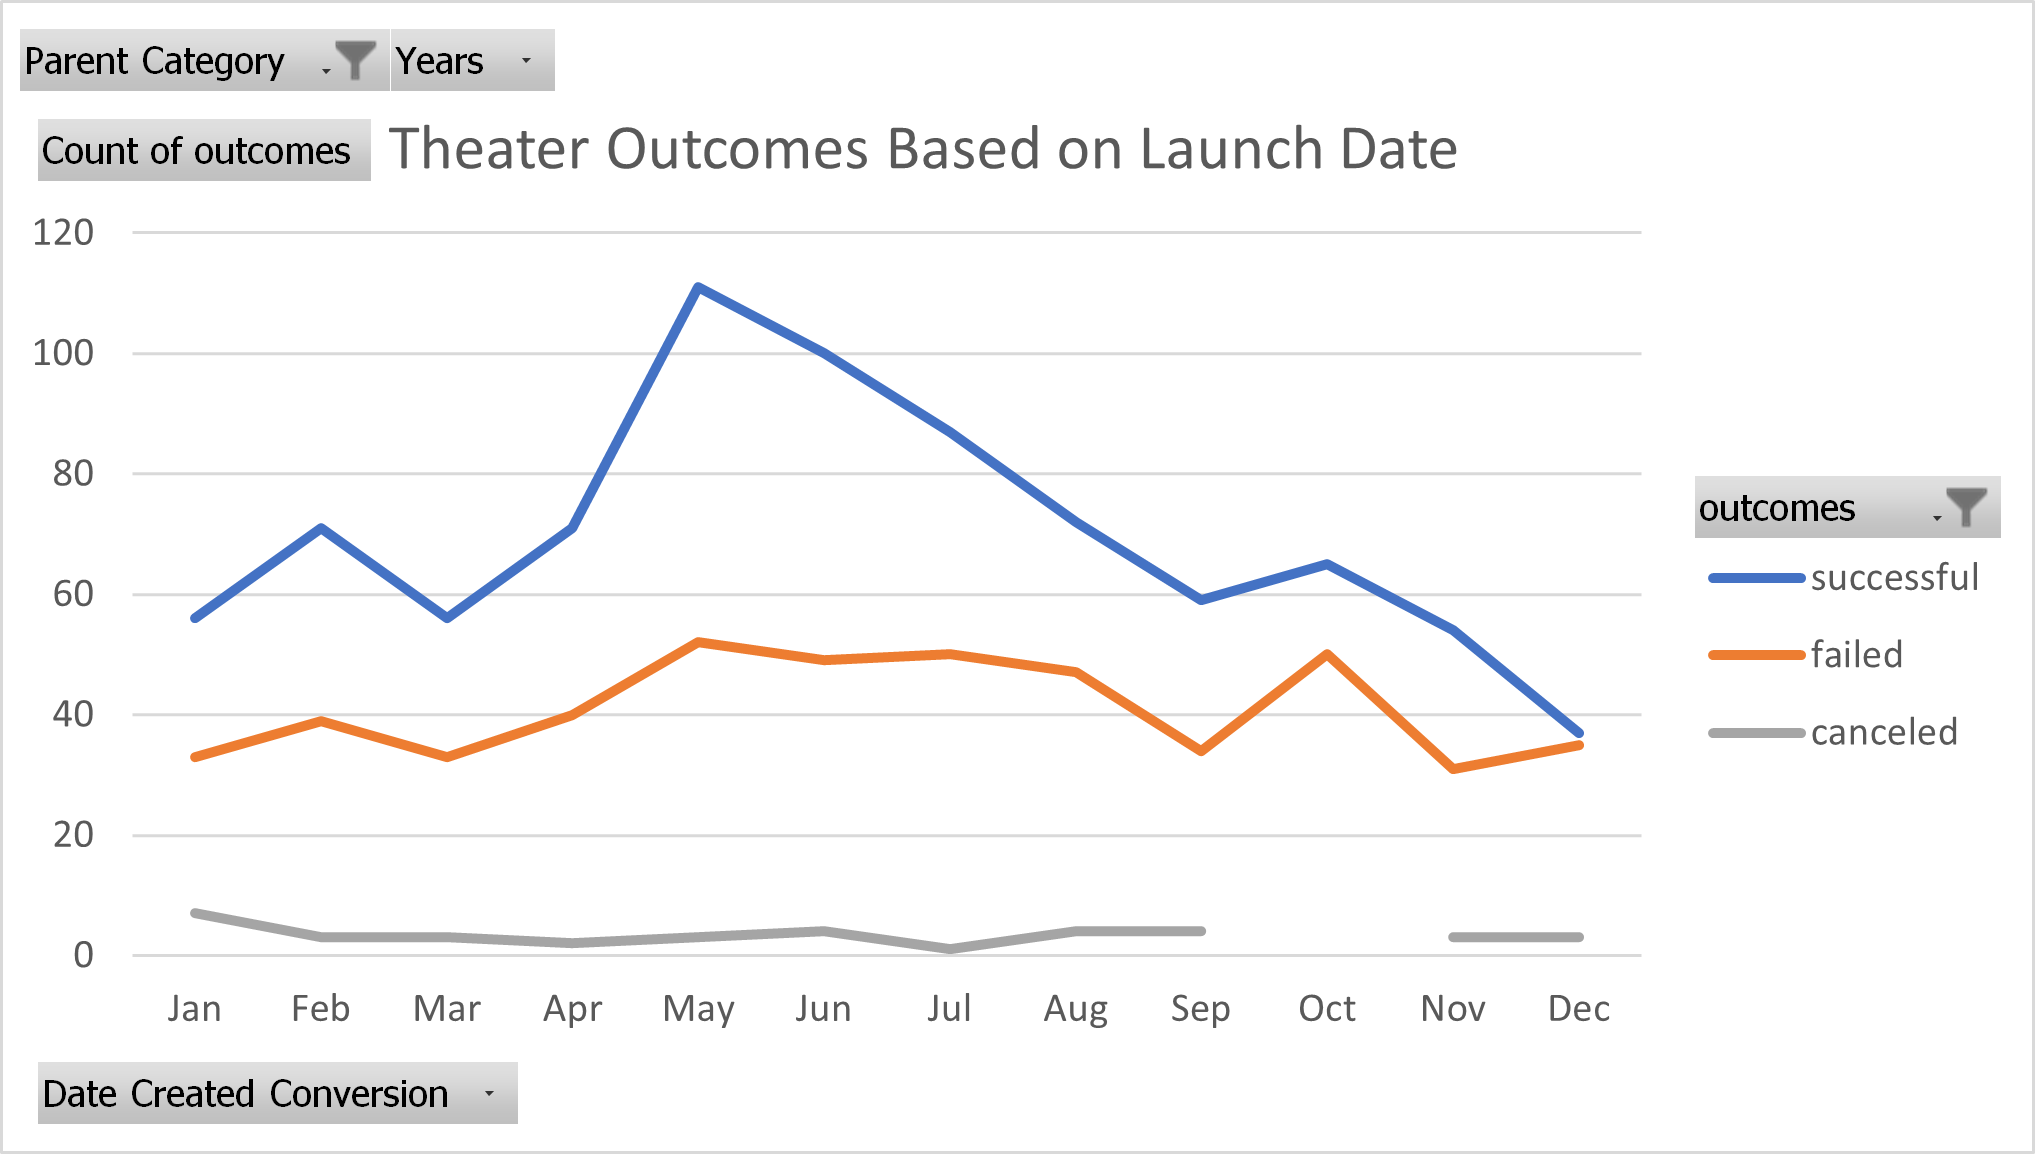 Parent Category Years
Count of outcomes Theater Outcomes Based on Launch Date
120
100
80
60
40
20
0
outcomes
successful
failed
canceled
Jan Feb Mar Apr May Jun Jul Aug Sep Oct Nov Dec
Date Created Conversion